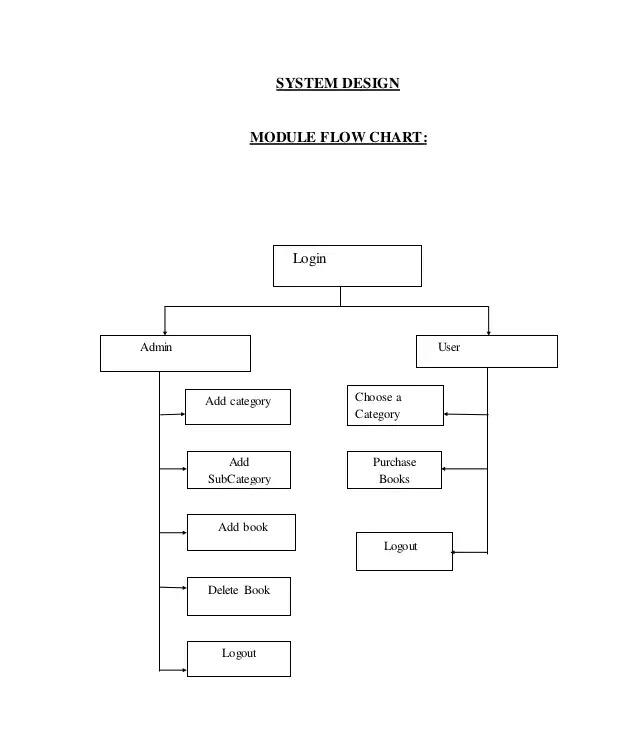 SYSTEM DESIGN
MODULE FLOW CHART:
Login
Admin
User
Add category
Choose a
Category
Add
SubCategory
Purchase
Books
Add book
Logout
Delete Book
Logout